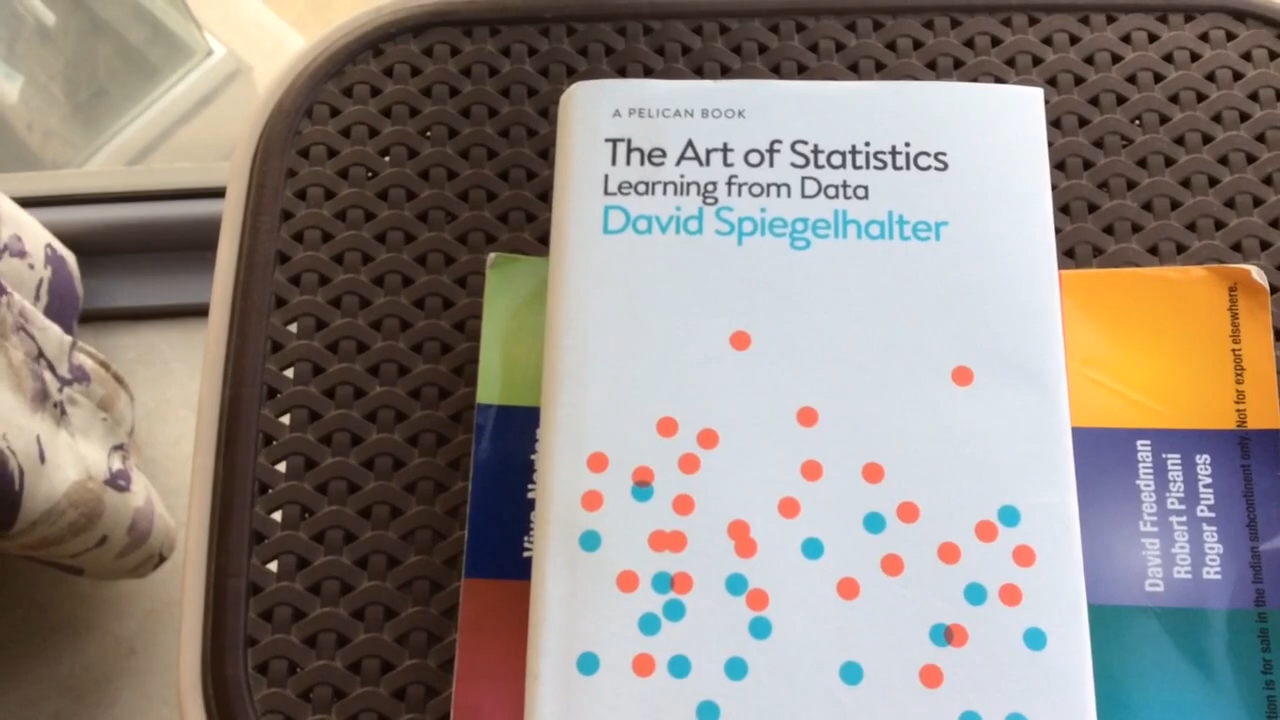 A PELICAN BOOK
The Art of Statistics
Learning from Data
David Spiegelhalter
David Freedman
Robert Pisani
Roger Purves
is for sale in the Indian subcontinent only. Not for export elsewhere.